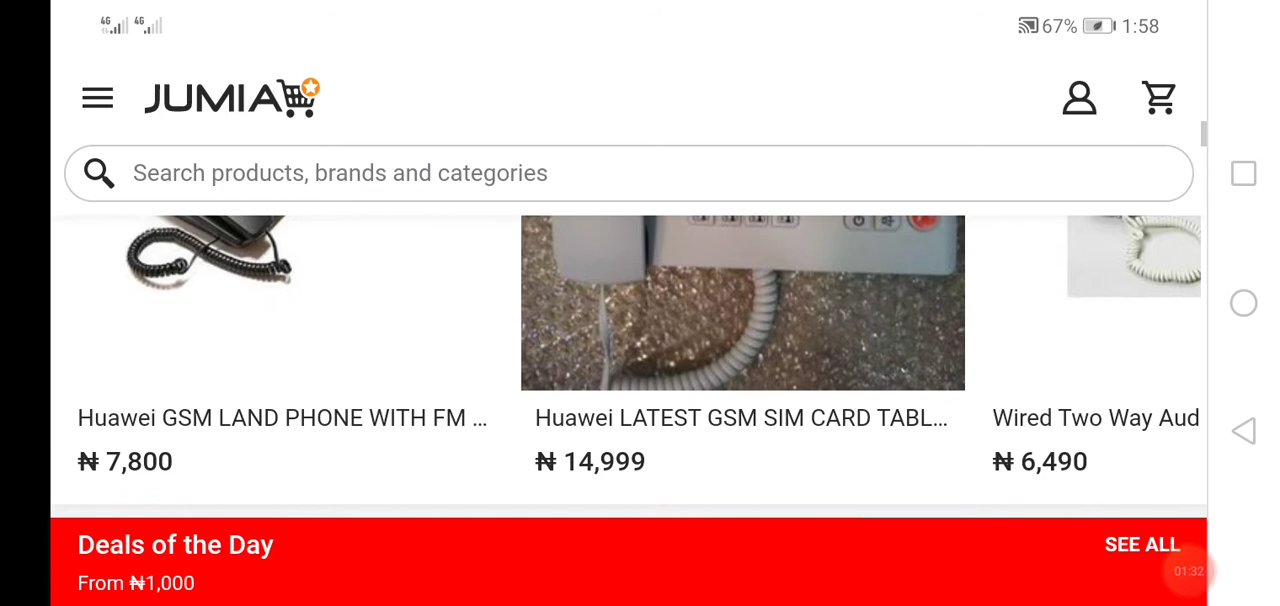 4G 4G 67% 1:58
JUMIA
Search products, brands and categories
Huawei GSM LAND PHONE WITH FM ... Huawei LATEST GSM SIM CARD TABL... Wired Two Way Aud
₦ 7,800 ₦ 14,999 ₦ 6,490
Deals of the Day SEE ALL
From ₦1,000 01:32